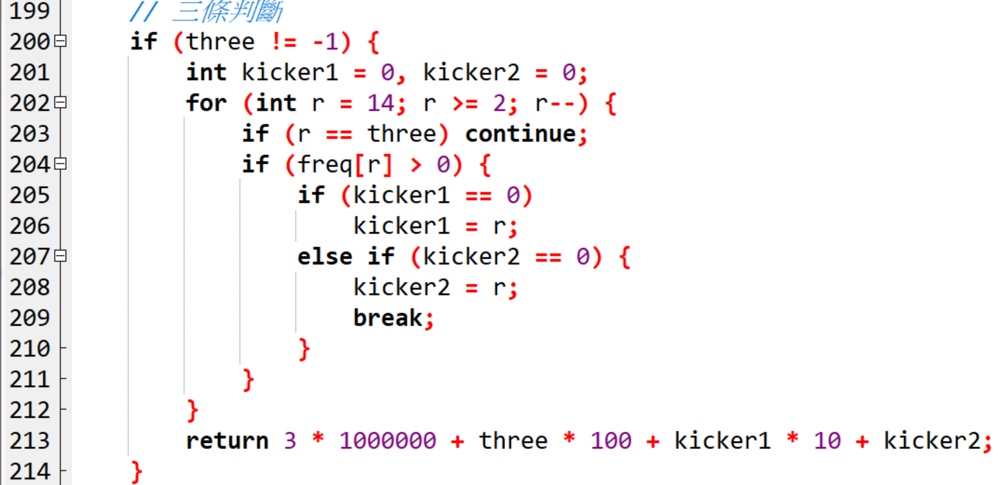 199 // 三條判斷
200 if (three != -1) {
201 int kicker1 = 0, kicker2 = 0;
202 for (int r = 14; r >= 2; r--) {
203 if (r == three) continue;
204 if (freq[r] > 0) {
205 if (kicker1 == 0)
206 kicker1 = r;
207 else if (kicker2 == 0) {
208 kicker2 = r;
209 break;
210 }
211 }
212 }
213 return 3 * 1000000 + three * 100 + kicker1 * 10 + kicker2;
214 }